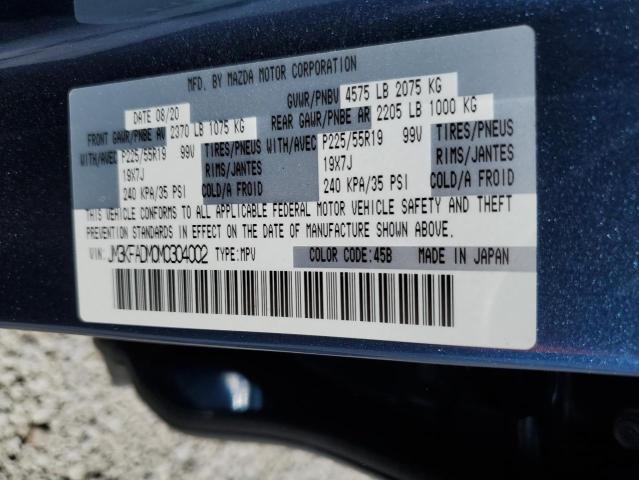 MFD. BY MAZDA MOTOR CORPORATION
DATE 08/20 GVWR/PNBV 4575 LB 2075 KG
FRONT GAWR/PNBE AV 2370 LB 1075 KG REAR GAWR/PNBE AR 2205 LB 1000 KG
WITH/AVEC P225/55R19 99V TIRES/PNEUS WITH/AVEC P225/55R19 99V TIRES/PNEUS
19X7J RIMS/JANTES 19X7J RIMS/JANTES
240 KPA/35 PSI COLD/A FROID 240 KPA/35 PSI COLD/A FROID
THIS VEHICLE CONFORMS TO ALL APPLICABLE FEDERAL MOTOR VEHICLE SAFETY AND THEFT
PREVENTION STANDARDS IN EFFECT ON THE DATE OF MANUFACTURE SHOWN ABOVE.
VIN: JM3KFADM0M0304002 TYPE: MPV COLOR CODE: 45B MADE IN JAPAN